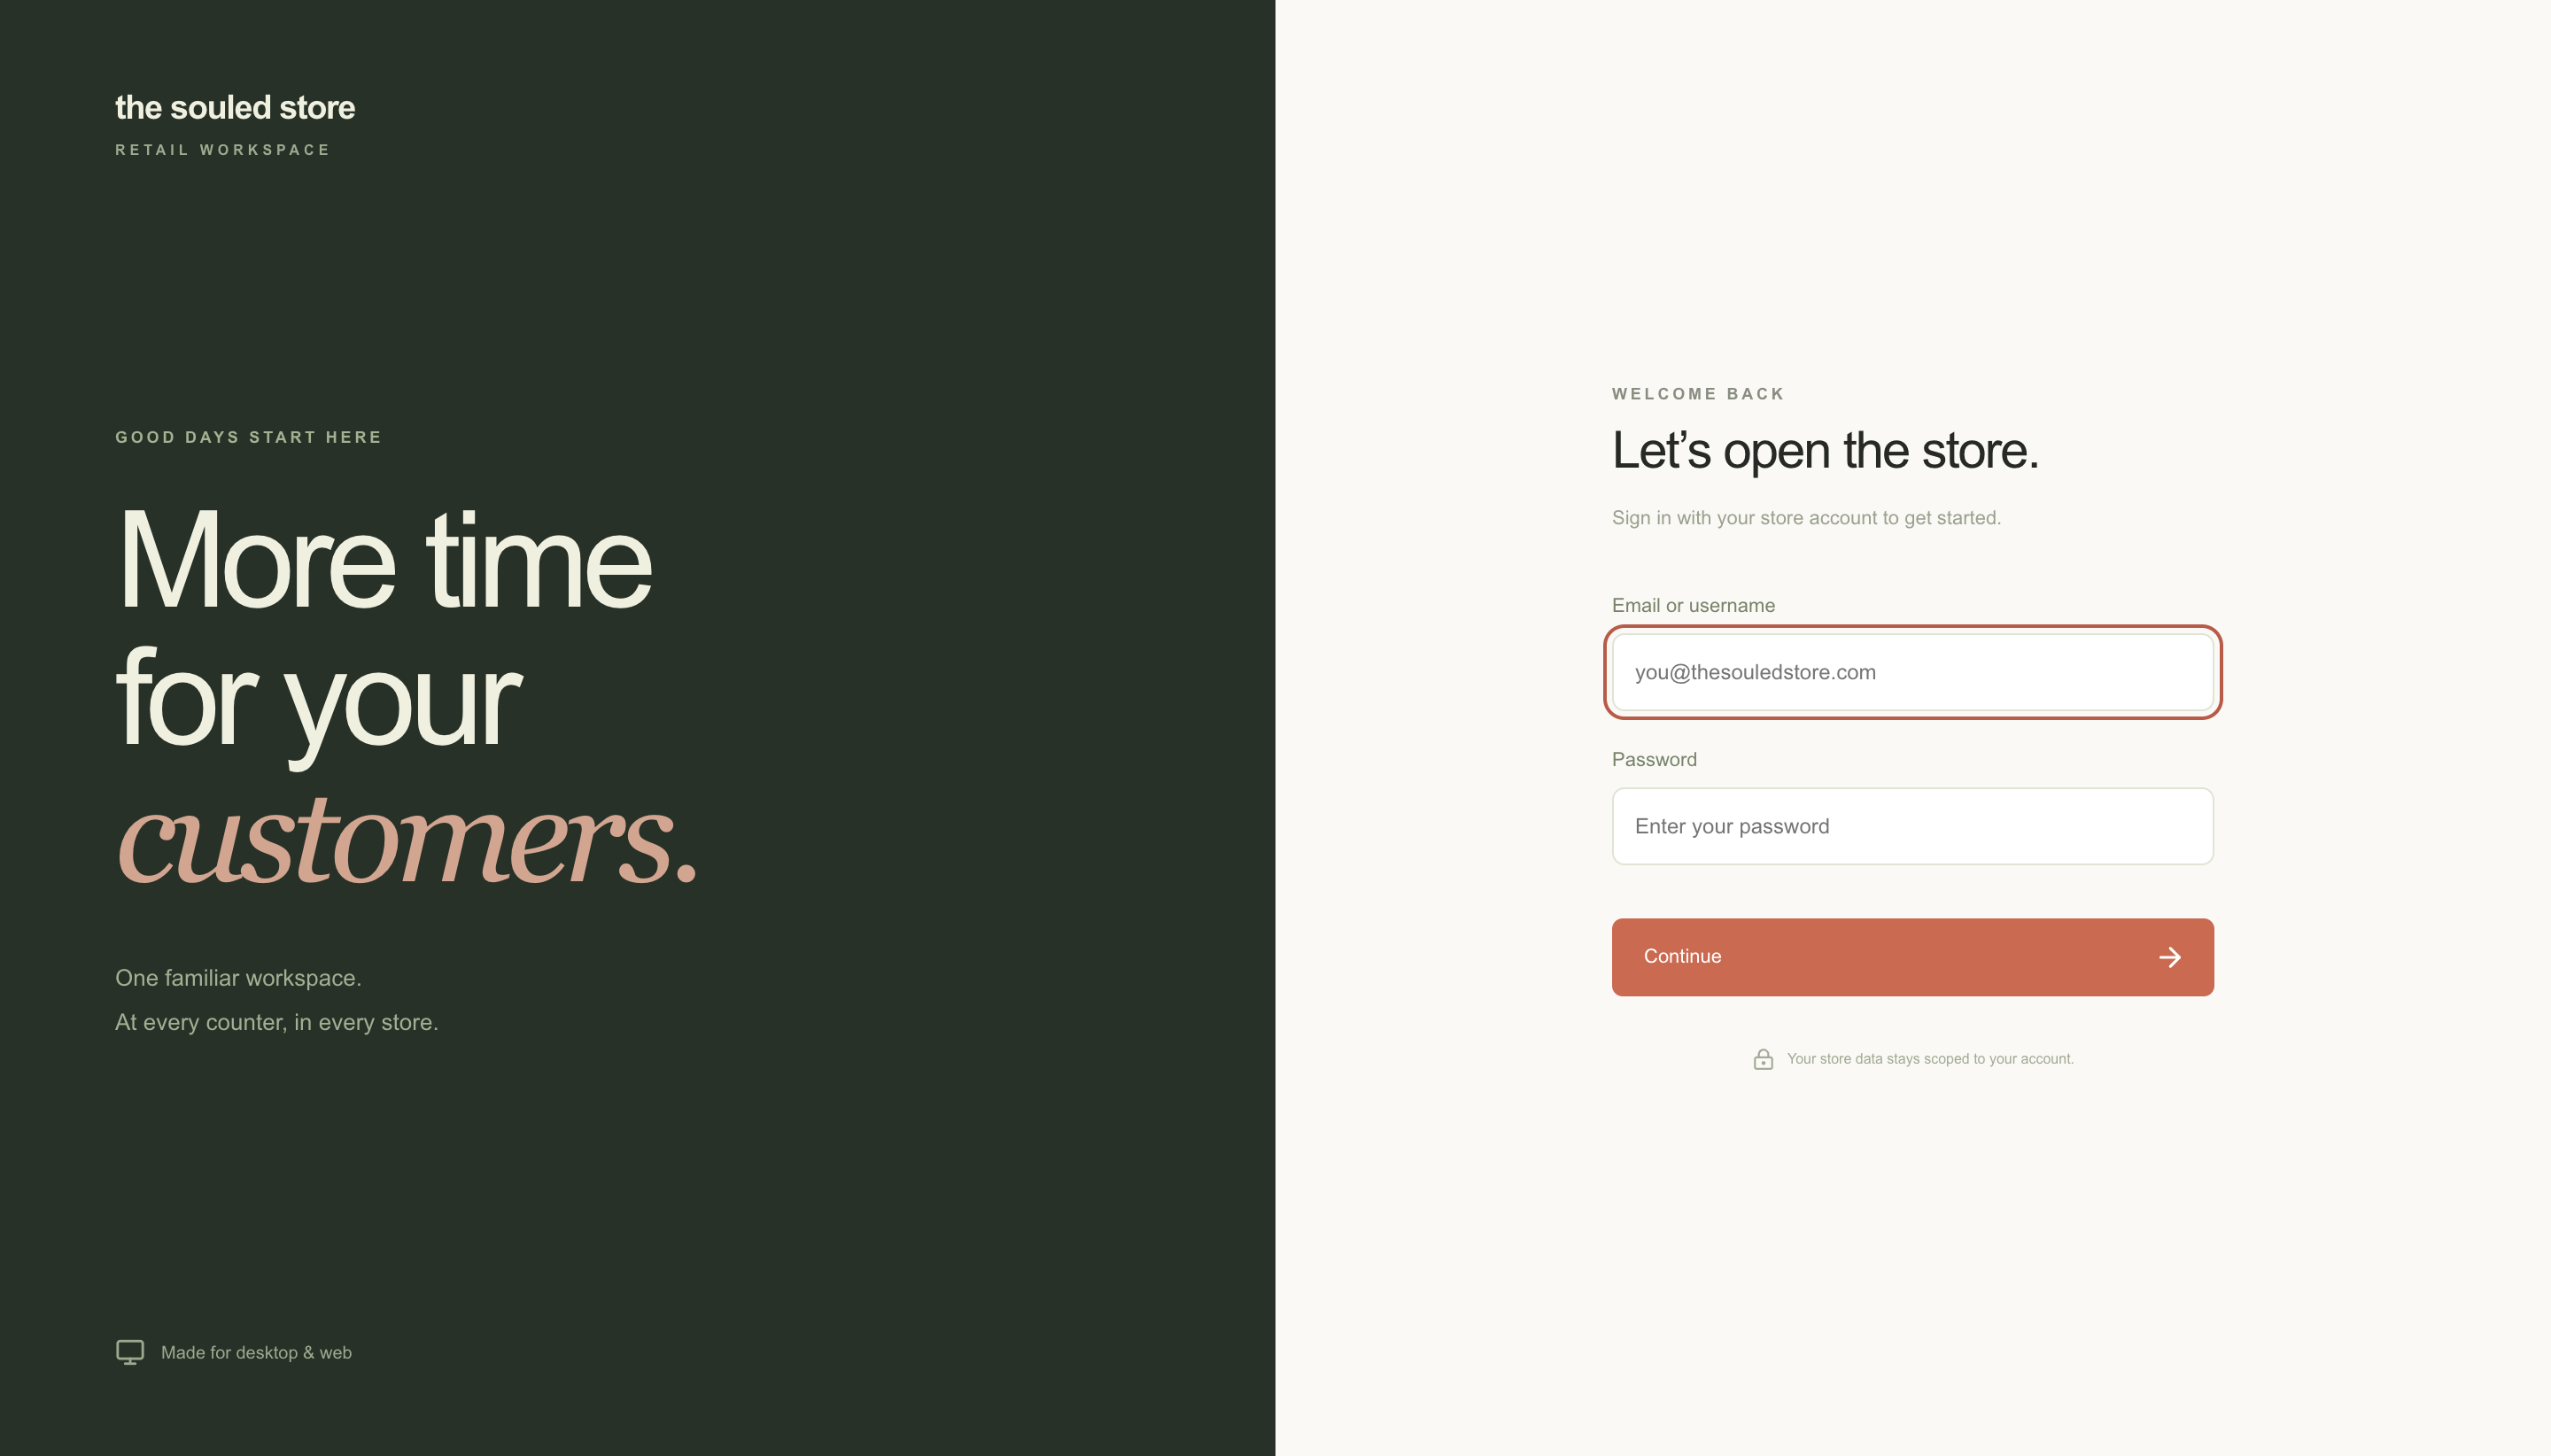 the souled store
RETAIL WORKSPACE
GOOD DAYS START HERE
More time
for your
customers.
One familiar workspace.
At every counter, in every store.
Made for desktop & web
WELCOME BACK
Let’s open the store.
Sign in with your store account to get started.
Email or username
you@thesouledstore.com
Password
Enter your password
Continue
Your store data stays scoped to your account.